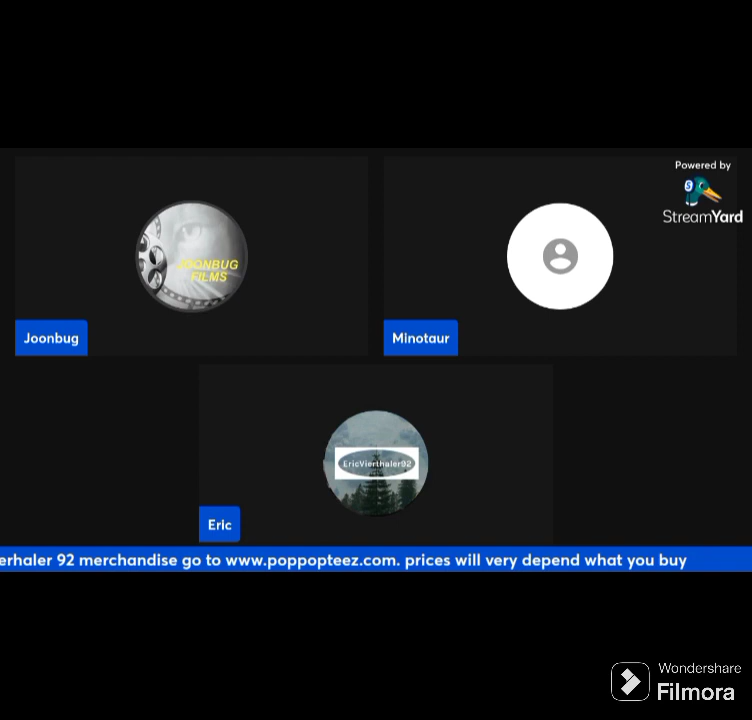 Powered by
S
StreamYard
JOONBUG
FILMS
Joonbug
Minotaur
EricVierthaler92
Eric
erhaler 92 merchandise go to www.poppopteez.com. prices will very depend what you buy
Wondershare
Filmora